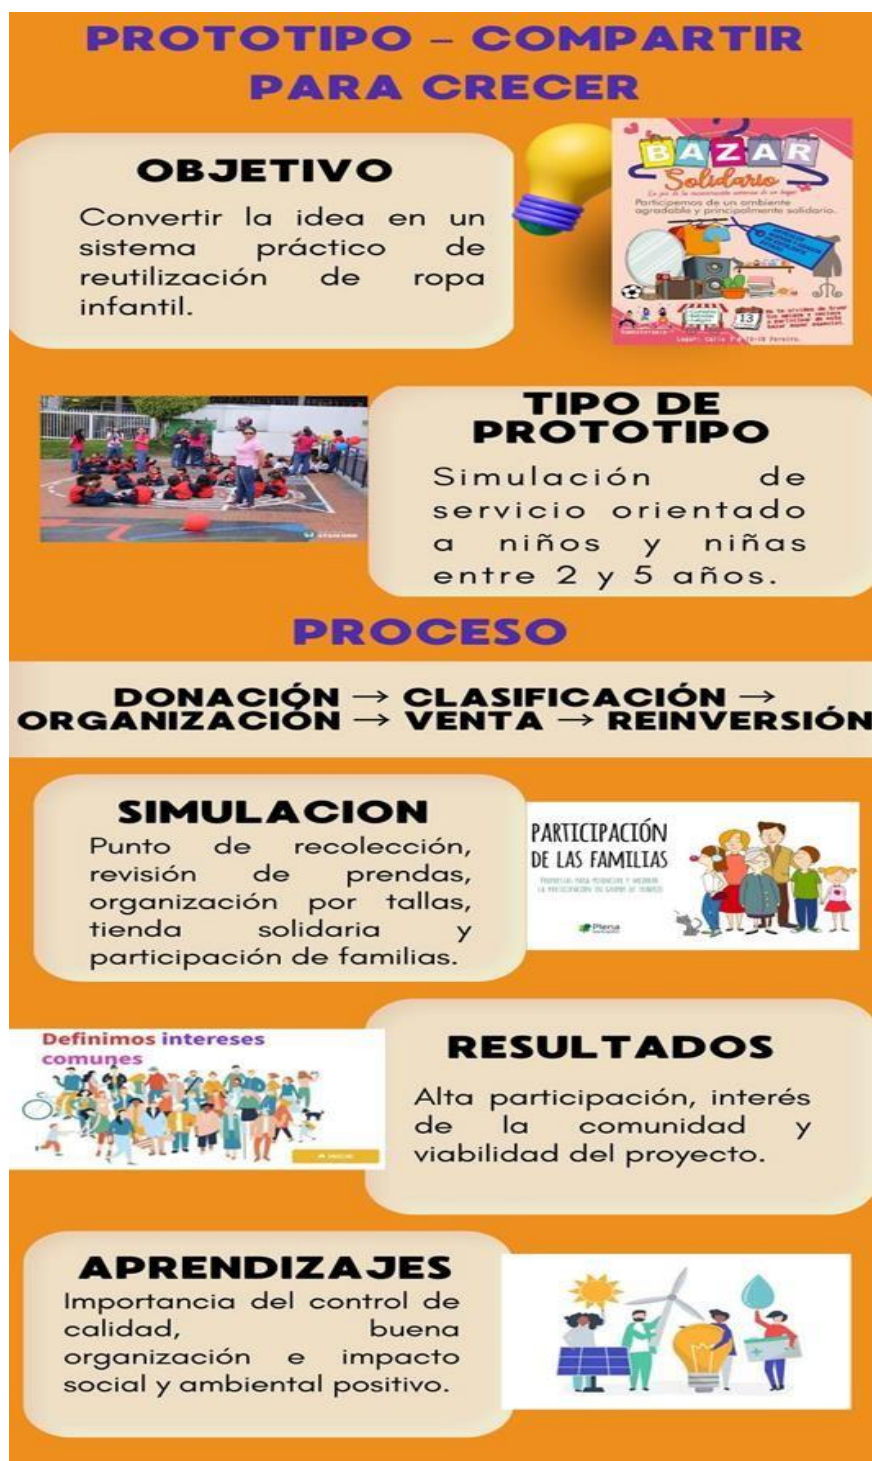 PROTOTIPO – COMPARTIR
PARA CRECER
OBJETIVO
Convertir la idea en un
sistema práctico de
reutilización de ropa
infantil.
BAZAR
Solidario
Participemos de un ambiente
agradable y principalmente solidario.
13
TIPO DE
PROTOTIPO
Simulación de
servicio orientado
a niños y niñas
entre 2 y 5 años.
PROCESO
DONACIÓN → CLASIFICACIÓN →
ORGANIZACIÓN → VENTA → REINVERSIÓN
SIMULACION
Punto de recolección,
revisión de prendas,
organización por tallas,
tienda solidaria y
participación de familias.
PARTICIPACIÓN
DE LAS FAMILIAS
Plena
Definimos intereses
comunes
RESULTADOS
Alta participación, interés
de la comunidad y
viabilidad del proyecto.
APRENDIZAJES
Importancia del control de
calidad, buena
organización e impacto
social y ambiental positivo.